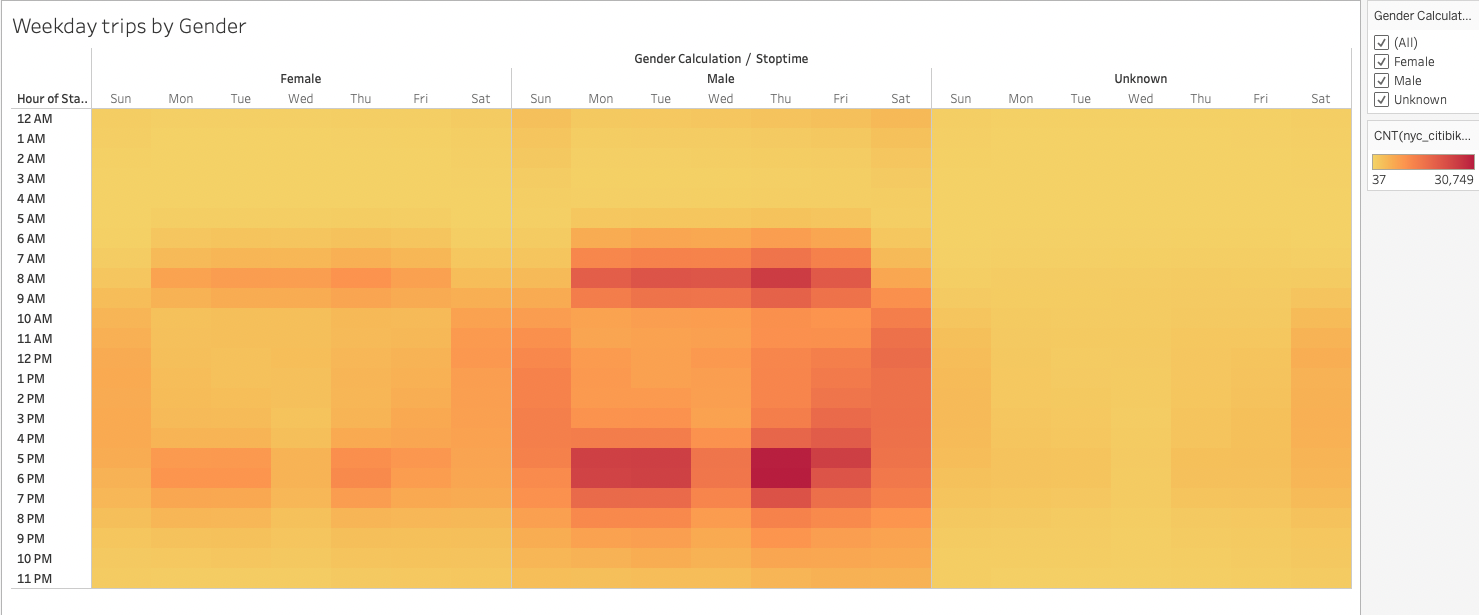 Weekday trips by Gender
Gender Calculation / Stoptime
Female Male Unknown
Hour of Sta.. Sun Mon Tue Wed Thu Fri Sat Sun Mon Tue Wed Thu Fri Sat Sun Mon Tue Wed Thu Fri Sat
12 AM
1 AM
2 AM
3 AM
4 AM
5 AM
6 AM
7 AM
8 AM
9 AM
10 AM
11 AM
12 PM
1 PM
2 PM
3 PM
4 PM
5 PM
6 PM
7 PM
8 PM
9 PM
10 PM
11 PM
Gender Calculat...
(All)
Female
Male
Unknown
CNT(nyc_citibik...
37 30,749